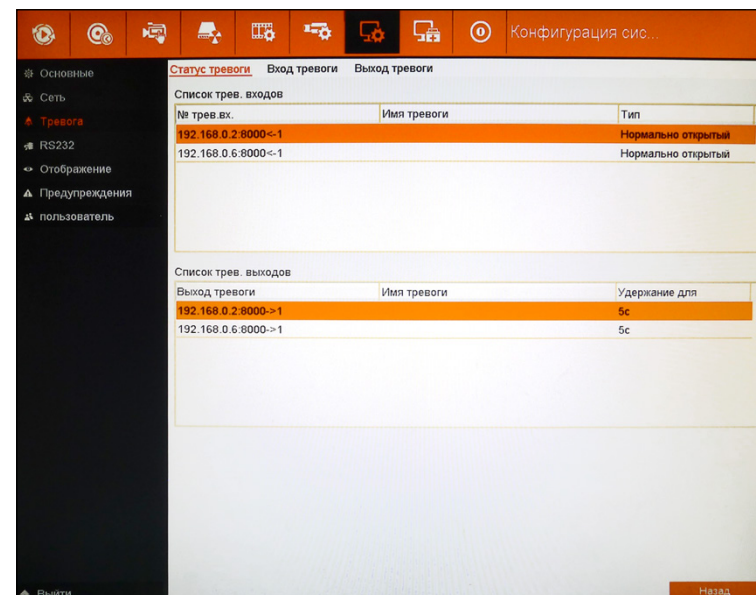 Конфигурация сис...
Основные
Сеть
Тревога
RS232
Отображение
Предупреждения
пользователь
Выйти
Статус тревоги Вход тревоги Выход тревоги
Список трев. входов
№ трев.вх. Имя тревоги Тип
192.168.0.2:8000<-1 Нормально открытый
192.168.0.6:8000<-1 Нормально открытый
Список трев. выходов
Выход тревоги Имя тревоги Удержание для
192.168.0.2:8000->1 5с
192.168.0.6:8000->1 5с
Назад